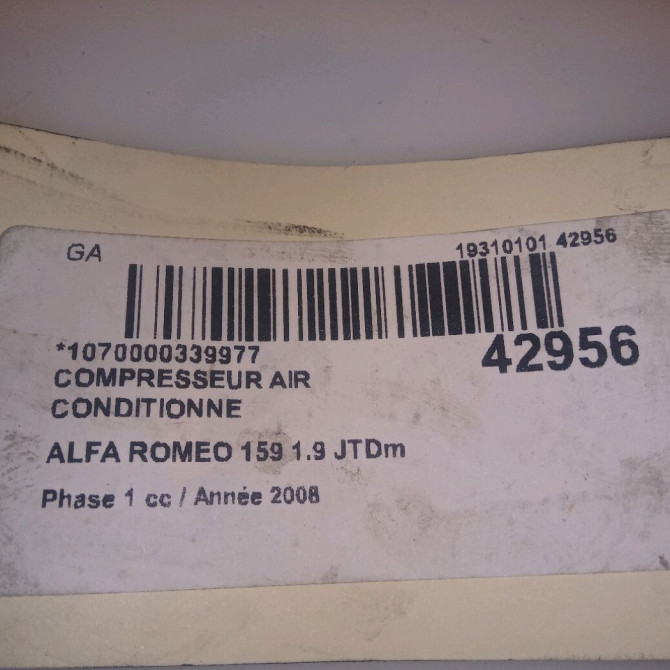 GA
19310101 42956
*1070000339977
42956
COMPRESSEUR AIR
CONDITIONNE
ALFA ROMEO 159 1.9 JTDm
Phase 1 cc / Année 2008